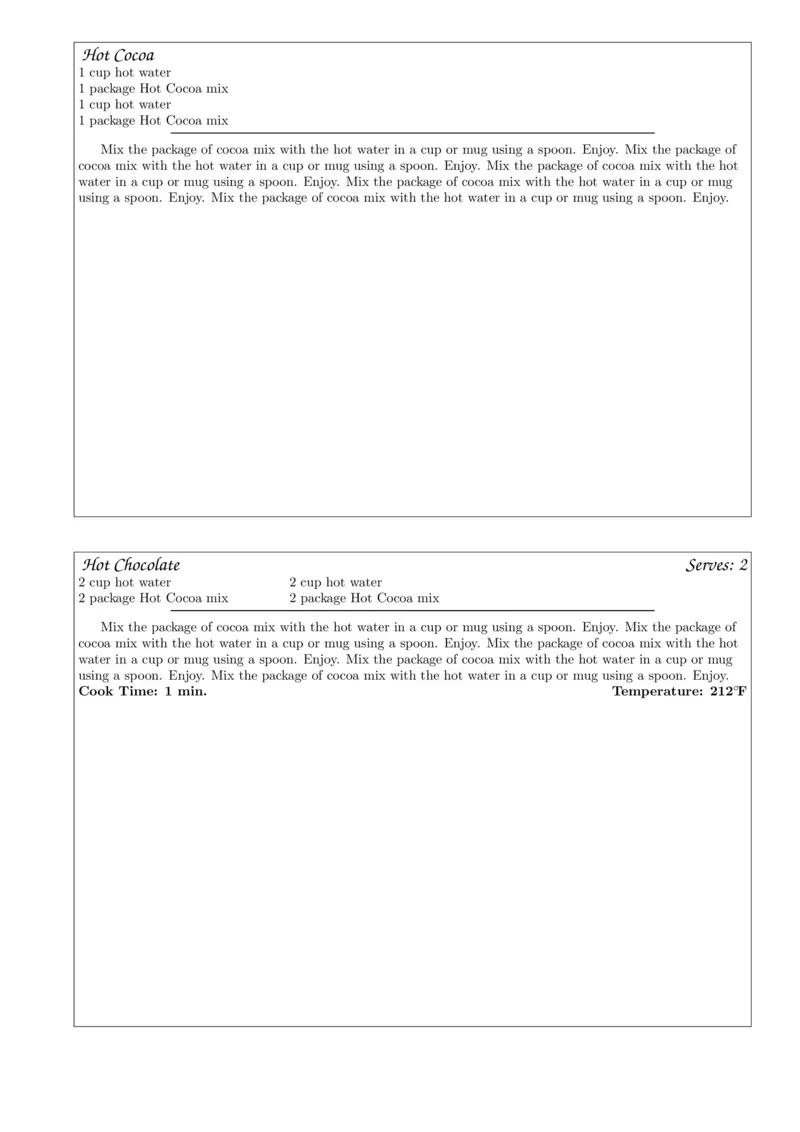 Hot Cocoa
1 cup hot water
1 package Hot Cocoa mix
1 cup hot water
1 package Hot Cocoa mix
Mix the package of cocoa mix with the hot water in a cup or mug using a spoon. Enjoy. Mix the package of
cocoa mix with the hot water in a cup or mug using a spoon. Enjoy. Mix the package of cocoa mix with the hot
water in a cup or mug using a spoon. Enjoy. Mix the package of cocoa mix with the hot water in a cup or mug
using a spoon. Enjoy. Mix the package of cocoa mix with the hot water in a cup or mug using a spoon. Enjoy.
Hot Chocolate Serves: 2
2 cup hot water 2 cup hot water
2 package Hot Cocoa mix 2 package Hot Cocoa mix
Mix the package of cocoa mix with the hot water in a cup or mug using a spoon. Enjoy. Mix the package of
cocoa mix with the hot water in a cup or mug using a spoon. Enjoy. Mix the package of cocoa mix with the hot
water in a cup or mug using a spoon. Enjoy. Mix the package of cocoa mix with the hot water in a cup or mug
using a spoon. Enjoy. Mix the package of cocoa mix with the hot water in a cup or mug using a spoon. Enjoy.
Cook Time: 1 min. Temperature: 212°F